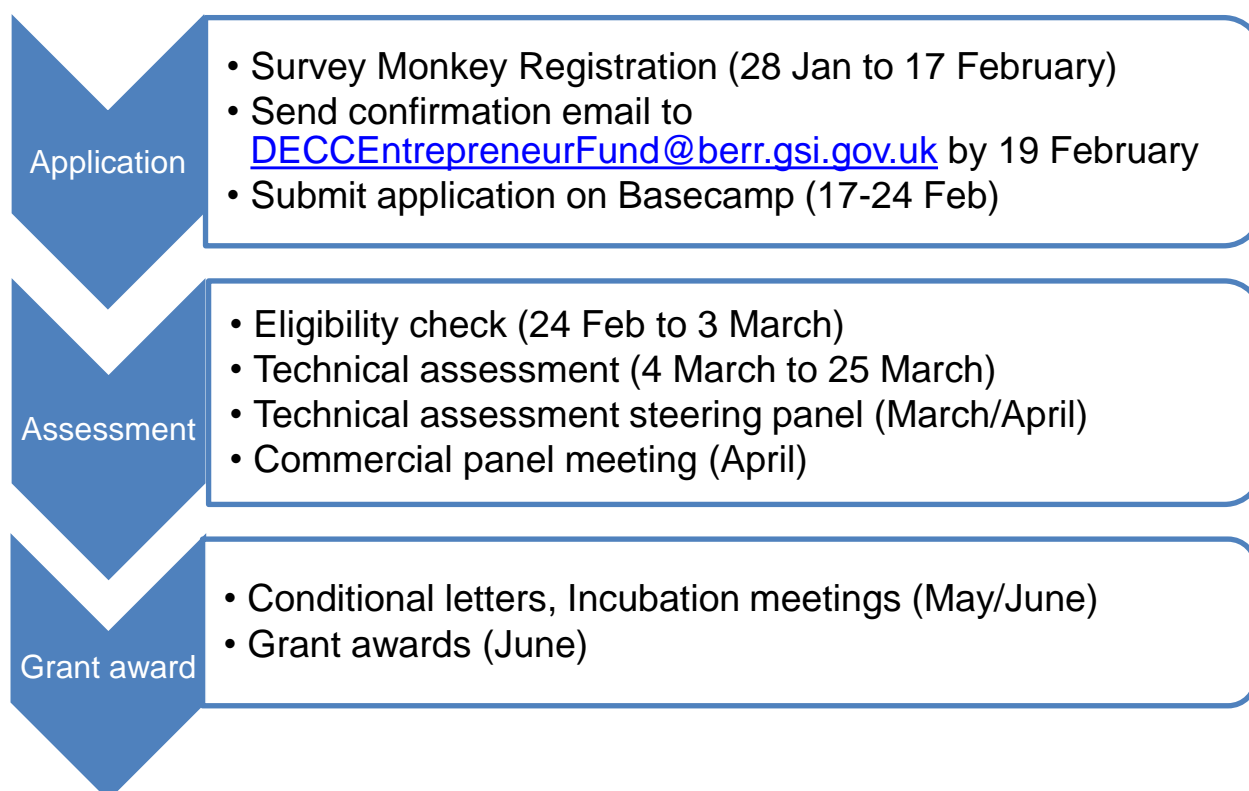 Application
• Survey Monkey Registration (28 Jan to 17 February)
• Send confirmation email to
DECCEntrepreneurFund@berr.gsi.gov.uk by 19 February
• Submit application on Basecamp (17-24 Feb)
Assessment
• Eligibility check (24 Feb to 3 March)
• Technical assessment (4 March to 25 March)
• Technical assessment steering panel (March/April)
• Commercial panel meeting (April)
Grant award
• Conditional letters, Incubation meetings (May/June)
• Grant awards (June)